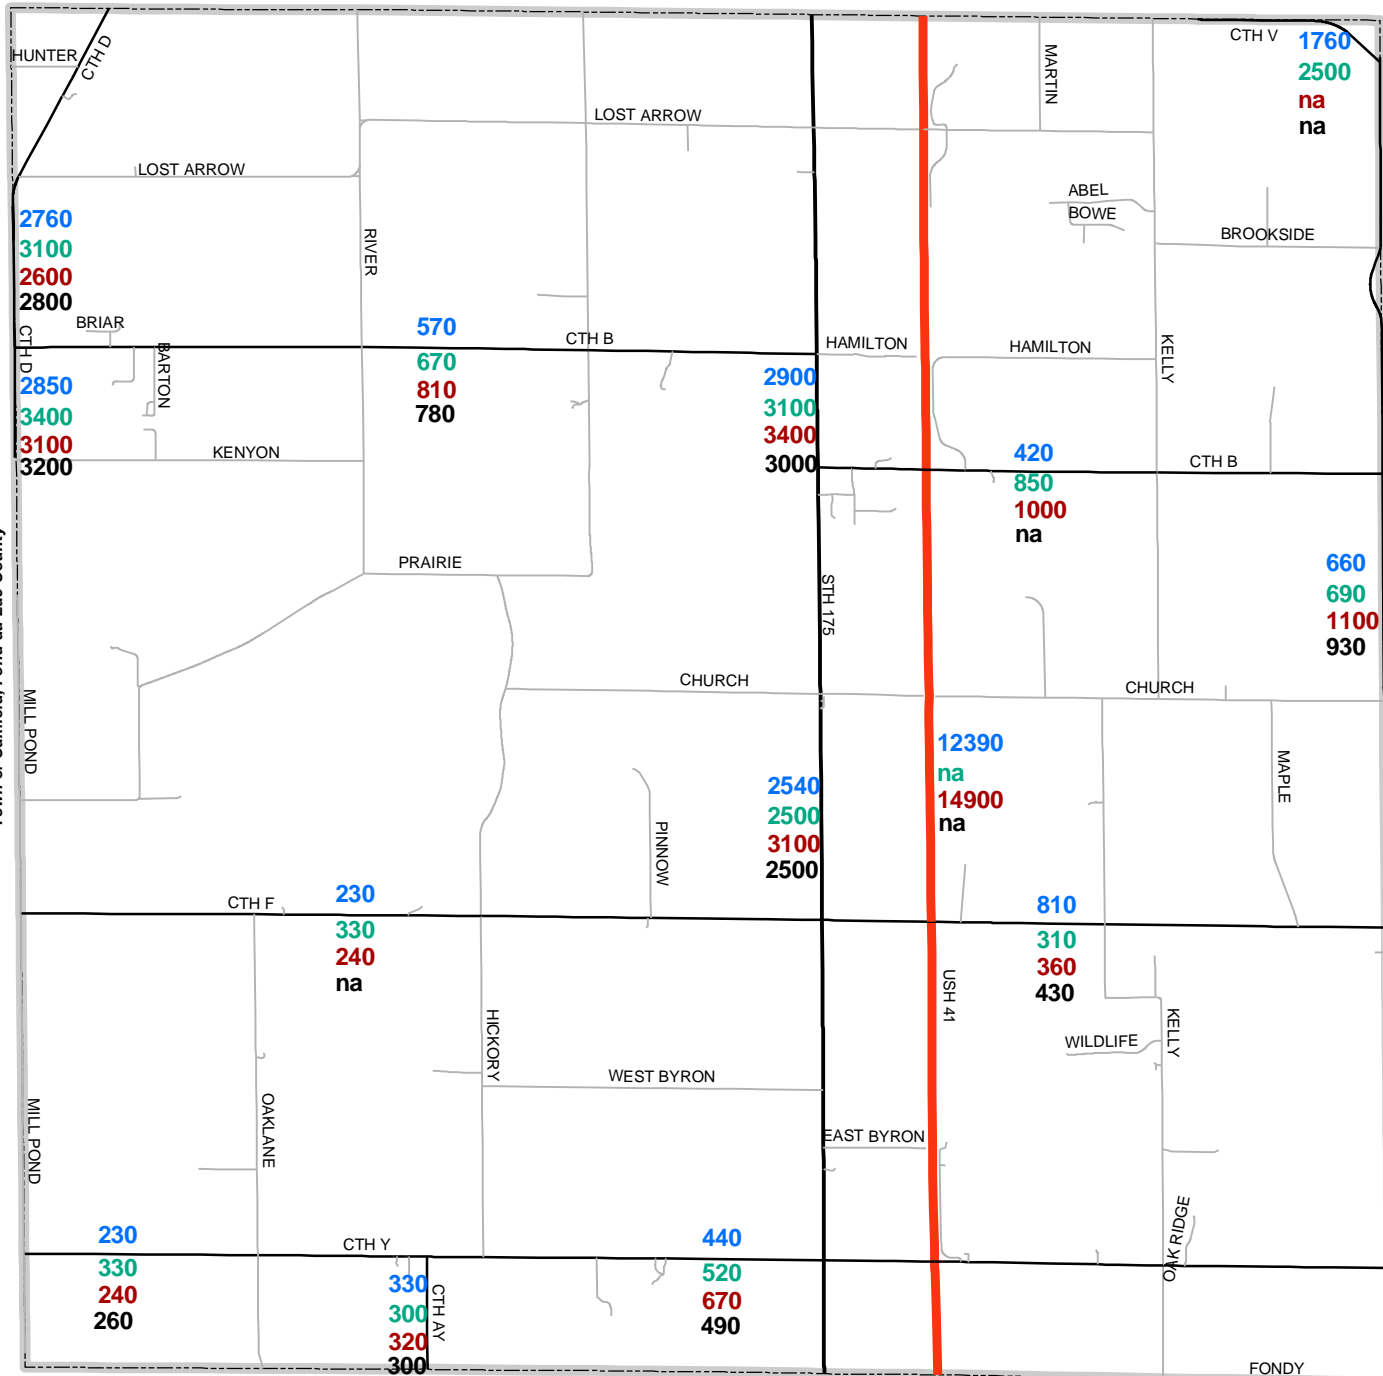 CTH V
1760
2500
na
na
HUNTER
CTH D
MARTIN
LOST ARROW
LOST ARROW
ABEL
BOWE
BROOKSIDE
2760
3100
2600
2800
RIVER
BRIAR
570
CTH B
HAMILTON
HAMILTON
KELLY
CTH D
BARTON
670
810
780
2850
3400
3100
3200
2900
3100
3400
3000
KENYON
420
CTH B
850
1000
na
PRAIRIE
660
690
1100
930
STH 175
CHURCH
CHURCH
MILL POND
12390
na
14900
na
MAPLE
2540
2500
3100
2500
PINNOW
CTH F
230
330
240
na
810
310
360
430
USH 41
HICKORY
KELLY
WILDLIFE
WEST BYRON
MILL POND
OAKLANE
EAST BYRON
OAK RIDGE
230
CTH Y
440
330
240
260
330
300
320
300
CTH AY
520
670
490
FONDY